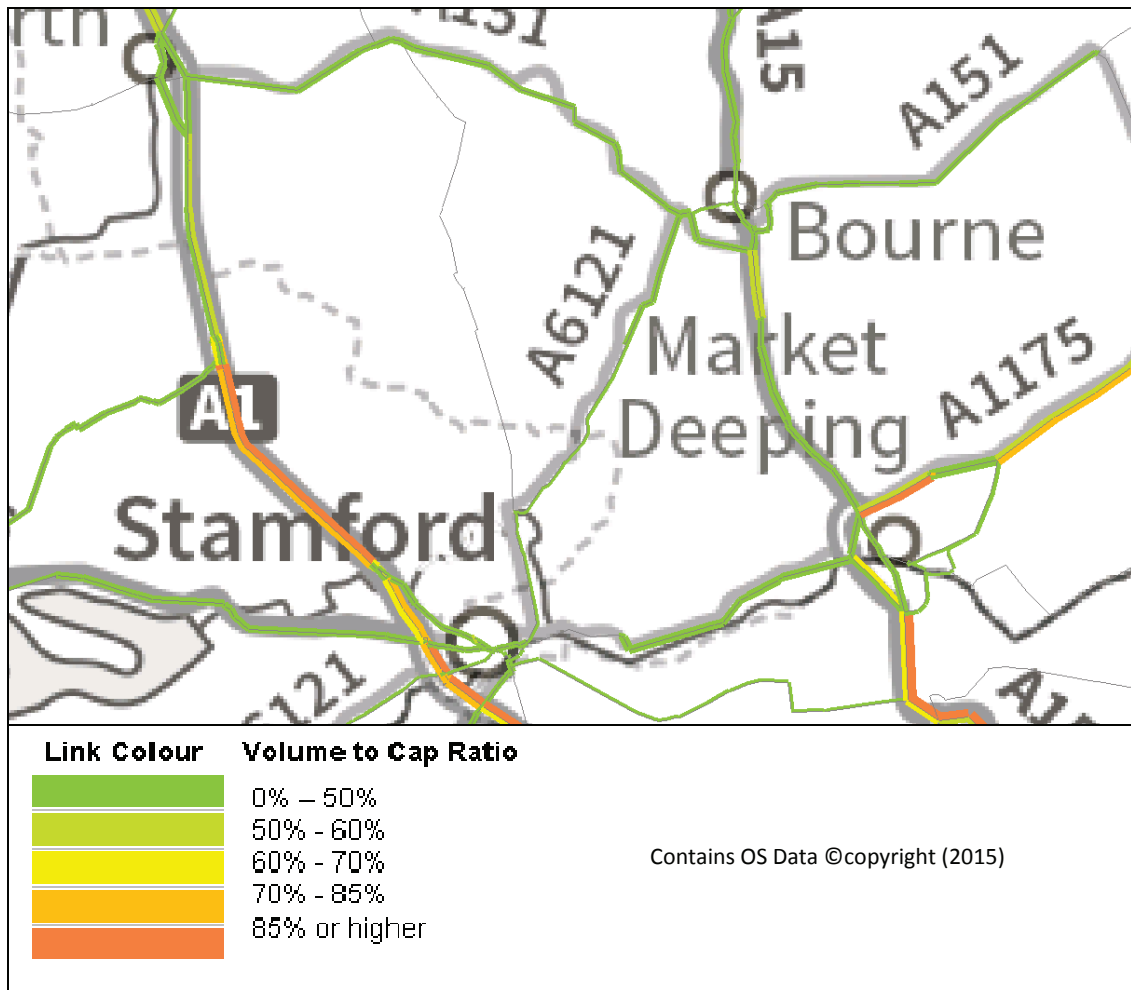 rth
A151
A15
A151
Bourne
A6121
Market
Deeping
A1175
A1
Stamford
6121
A1
Link Colour Volume to Cap Ratio
0% – 50%
50% - 60%
60% - 70%
70% - 85%
85% or higher
Contains OS Data ©copyright (2015)